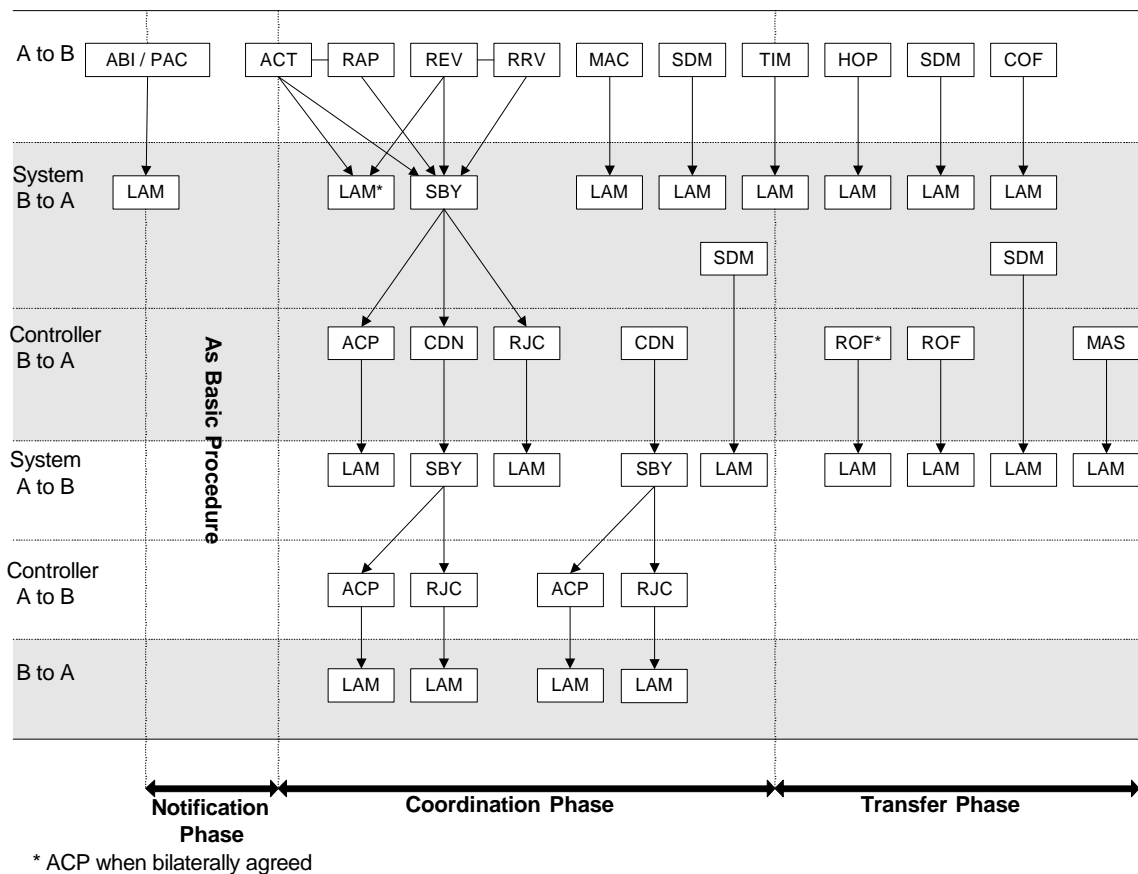 A to B
ABI / PAC
ACT
RAP
REV
RRV
MAC
SDM
TIM
HOP
SDM
COF
System
B to A
LAM
LAM*
SBY
LAM
LAM
LAM
LAM
LAM
LAM
SDM
SDM
Controller
B to A
ACP
CDN
RJC
CDN
ROF*
ROF
MAS
As Basic Procedure
System
A to B
LAM
SBY
LAM
SBY
LAM
LAM
LAM
LAM
LAM
Controller
A to B
ACP
RJC
ACP
RJC
B to A
LAM
LAM
LAM
LAM
Notification
Phase
Coordination Phase
Transfer Phase
* ACP when bilaterally agreed